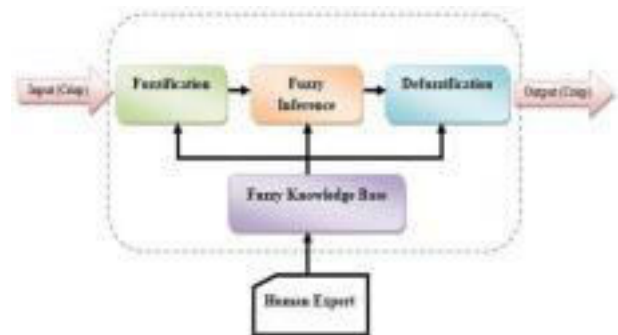 Input (Crisp)
Fuzzification
Fuzzy
Inference
Defuzzification
Output (Crisp)
Fuzzy Knowledge Base
Human Expert